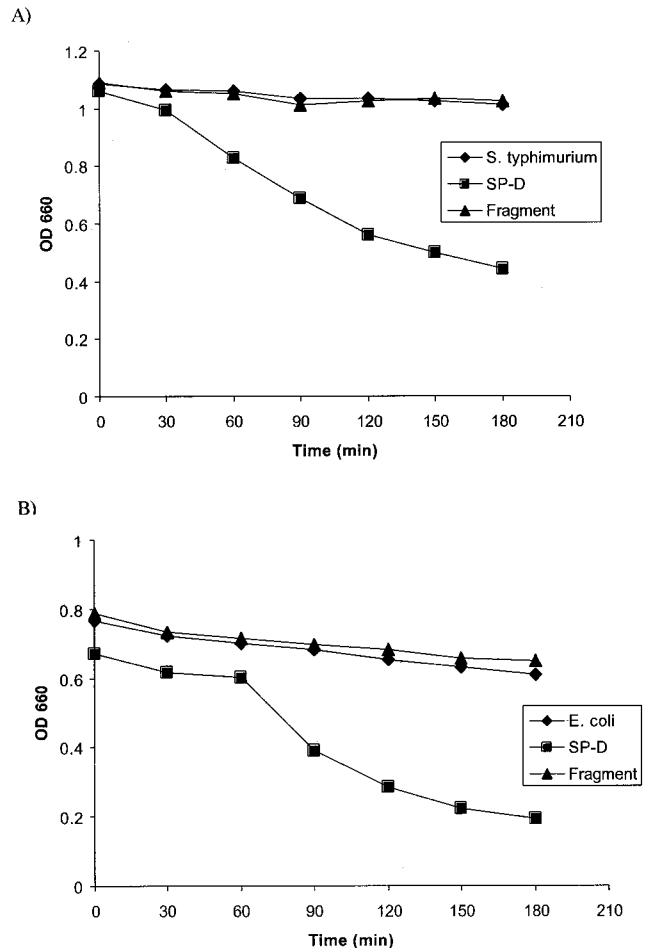 A)
1.2
1
0.8
0.6
0.4
0.2
0
OD 660
0 30 60 90 120 150 180 210
Time (min)
S. typhimurium
SP-D
Fragment
B)
1
0.8
0.6
0.4
0.2
0
OD 660
0 30 60 90 120 150 180 210
Time (min)
E. coli
SP-D
Fragment